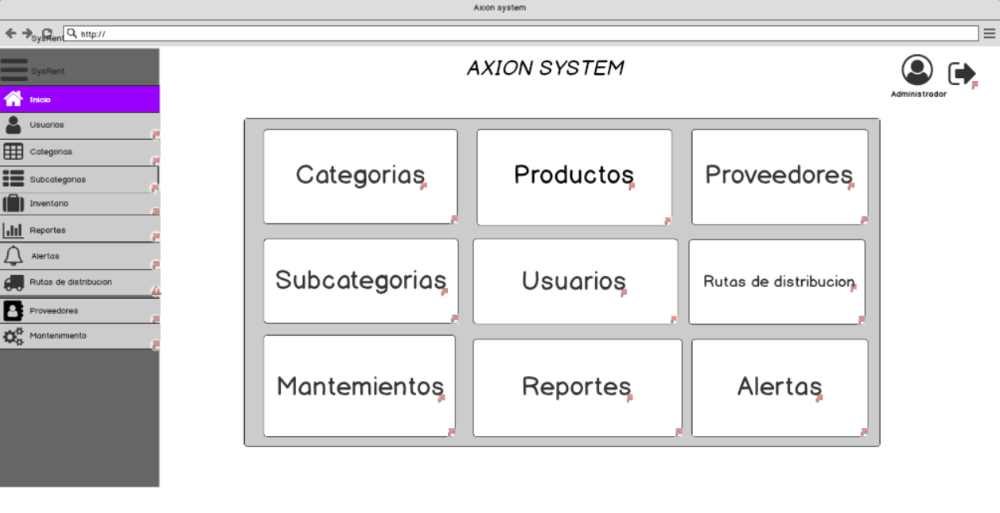 Axion system
SysRent
http://
SysRent
AXION SYSTEM
Administrador
Inicio
Usuarios
Categorias
Subcategorias
Inventario
Reportes
Alertas
Rutas de distribucion
Proveedores
Mantenimiento
Categorias
Productos
Proveedores
Subcategorias
Usuarios
Rutas de distribucion
Mantemientos
Reportes
Alertas